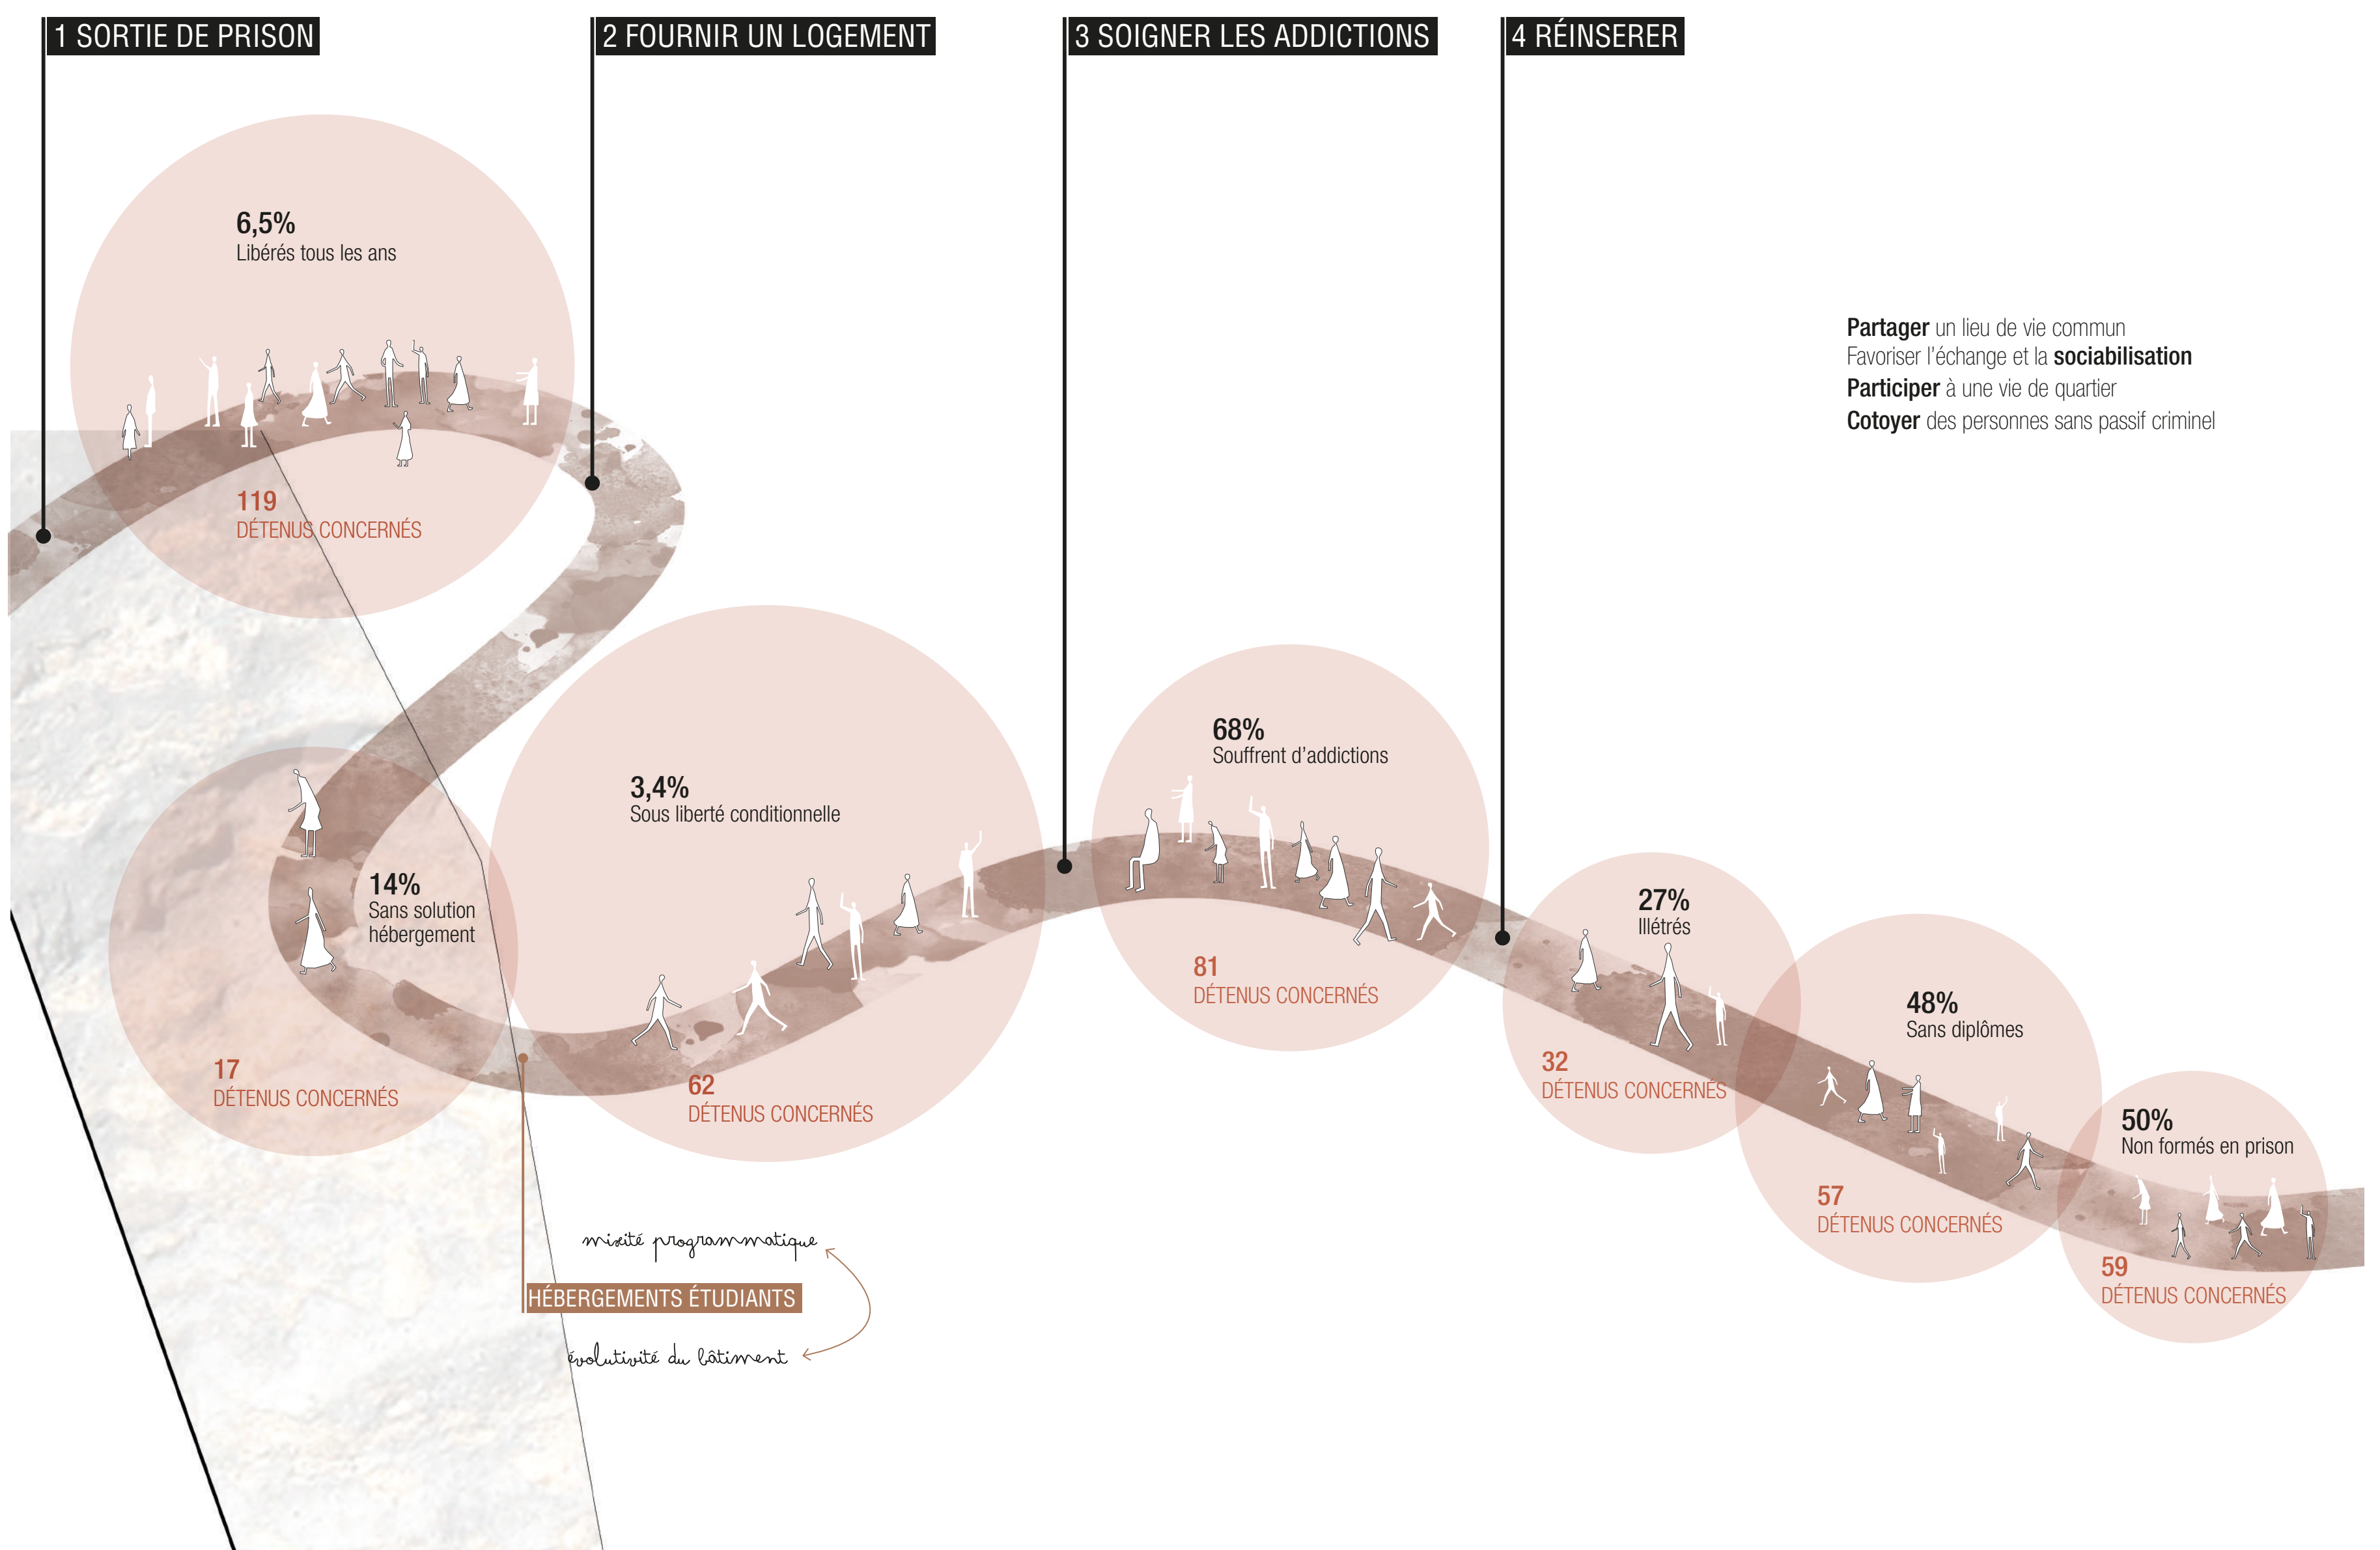 1 SORTIE DE PRISON
2 FOURNIR UN LOGEMENT
3 SOIGNER LES ADDICTIONS
4 RÉINSERER
6,5%
Libérés tous les ans
119
DÉTENUS CONCERNÉS
Partager un lieu de vie commun
Favoriser l'échange et la sociabilisation
Participer à une vie de quartier
Cotoyer des personnes sans passif criminel
14%
Sans solution
hébergement
17
DÉTENUS CONCERNÉS
3,4%
Sous liberté conditionnelle
62
DÉTENUS CONCERNÉS
68%
Souffrent d'addictions
81
DÉTENUS CONCERNÉS
27%
Illétrés
32
DÉTENUS CONCERNÉS
48%
Sans diplômes
57
DÉTENUS CONCERNÉS
50%
Non formés en prison
59
DÉTENUS CONCERNÉS
mixité programmatique
HÉBERGEMENTS ÉTUDIANTS
évolutivité du bâtiment